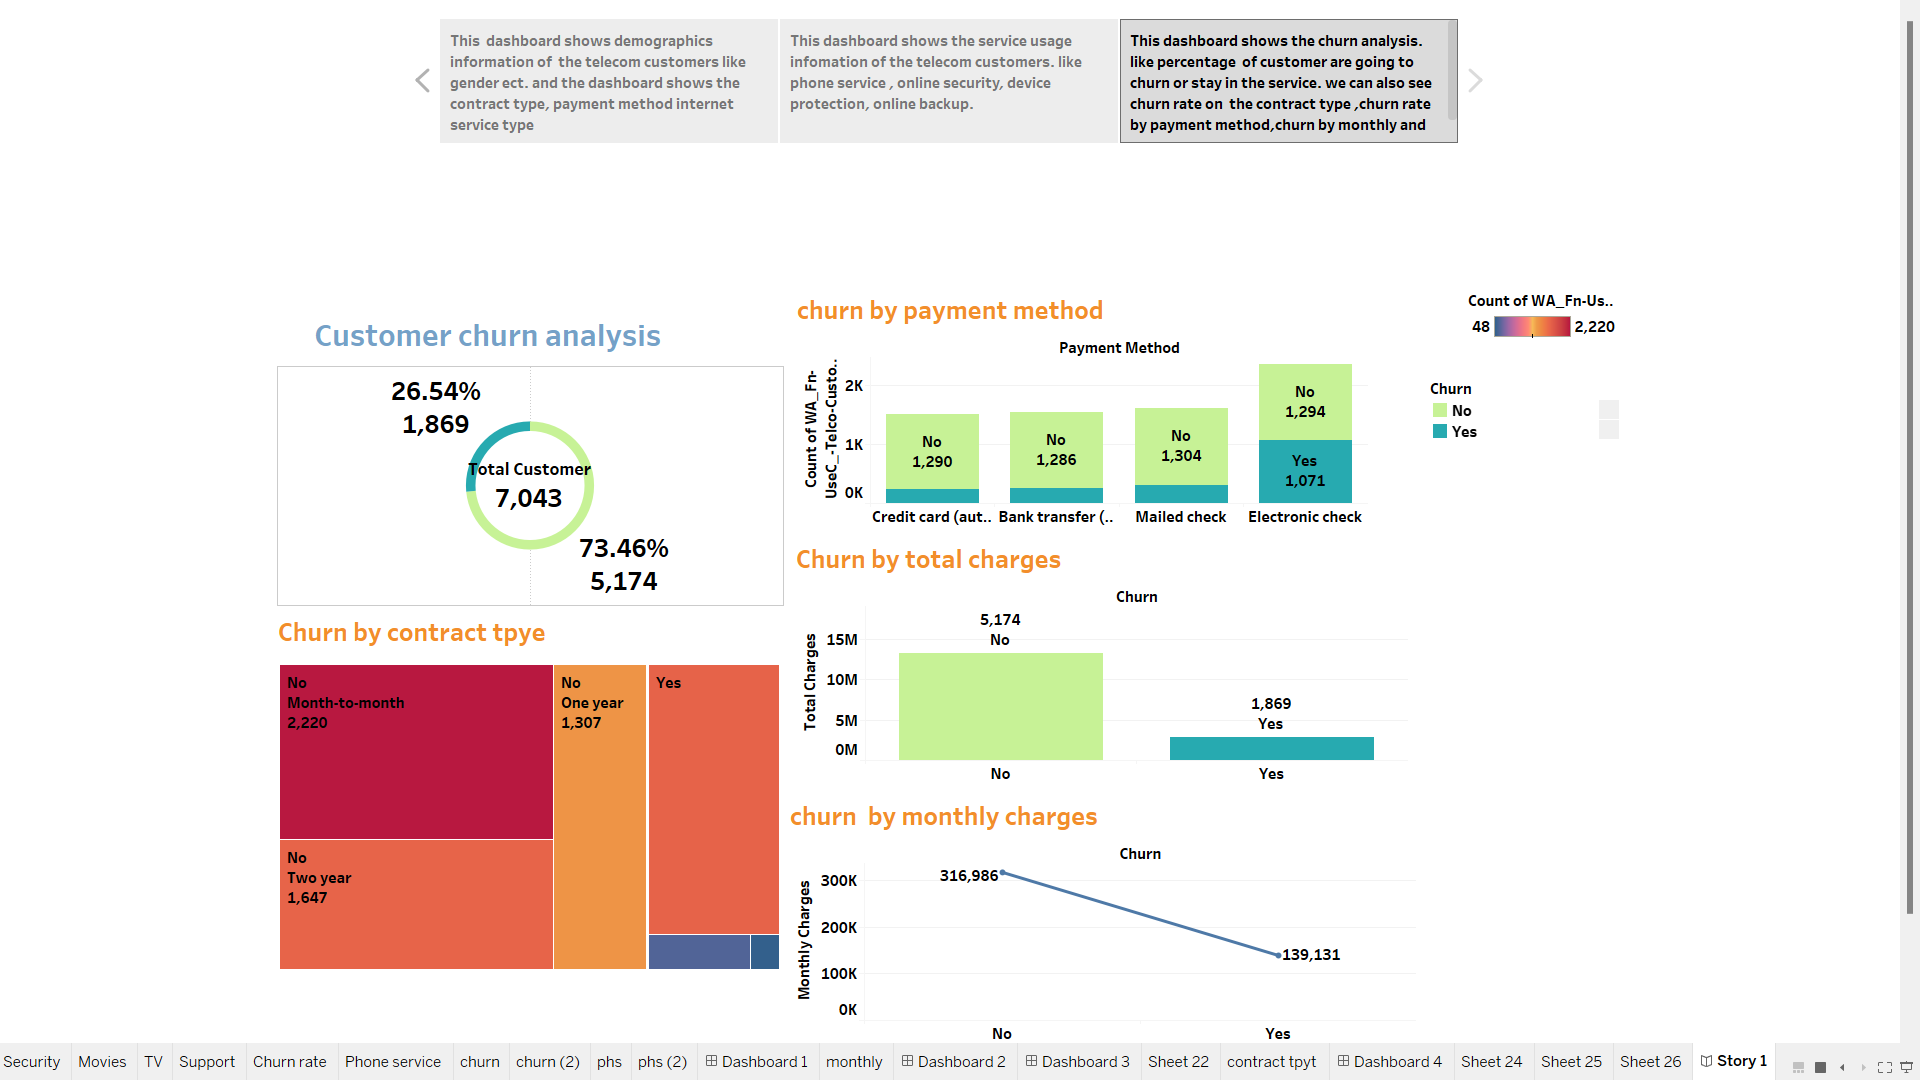 This  dashboard shows demographics
information of  the telecom customers like
gender ect. and the dashboard shows the
contract type, payment method internet
service type
This dashboard shows the service usage
infomation of the telecom customers. like
phone service , online security, device
protection, online backup.
This dashboard shows the churn analysis.
like percentage  of customer are going to
churn or stay in the service. we can also see
churn rate on  the contract type ,churn rate
by payment method,churn by monthly and
Customer churn analysis
26.54%
1,869
Total Customer
7,043
73.46%
5,174
Churn by contract tpye
No
Month-to-month
2,220
No
One year
1,307
Yes
No
Two year
1,647
churn by payment method
Payment Method
Count of WA_Fn-
UseC_-Telco-Custo..
2K
1K
0K
No
1,290
No
1,286
No
1,304
No
1,294
Yes
1,071
Credit card (aut..
Bank transfer (..
Mailed check
Electronic check
Churn by total charges
Churn
Total Charges
15M
10M
5M
0M
5,174
No
1,869
Yes
No
Yes
churn  by monthly charges
Churn
Monthly Charges
300K
200K
100K
0K
316,986
139,131
No
Yes
Count of WA_Fn-Us..
48
2,220
Churn
No
Yes
Security
Movies
TV
Support
Churn rate
Phone service
churn
churn (2)
phs
phs (2)
Dashboard 1
monthly
Dashboard 2
Dashboard 3
Sheet 22
contract tpyt
Dashboard 4
Sheet 24
Sheet 25
Sheet 26
Story 1